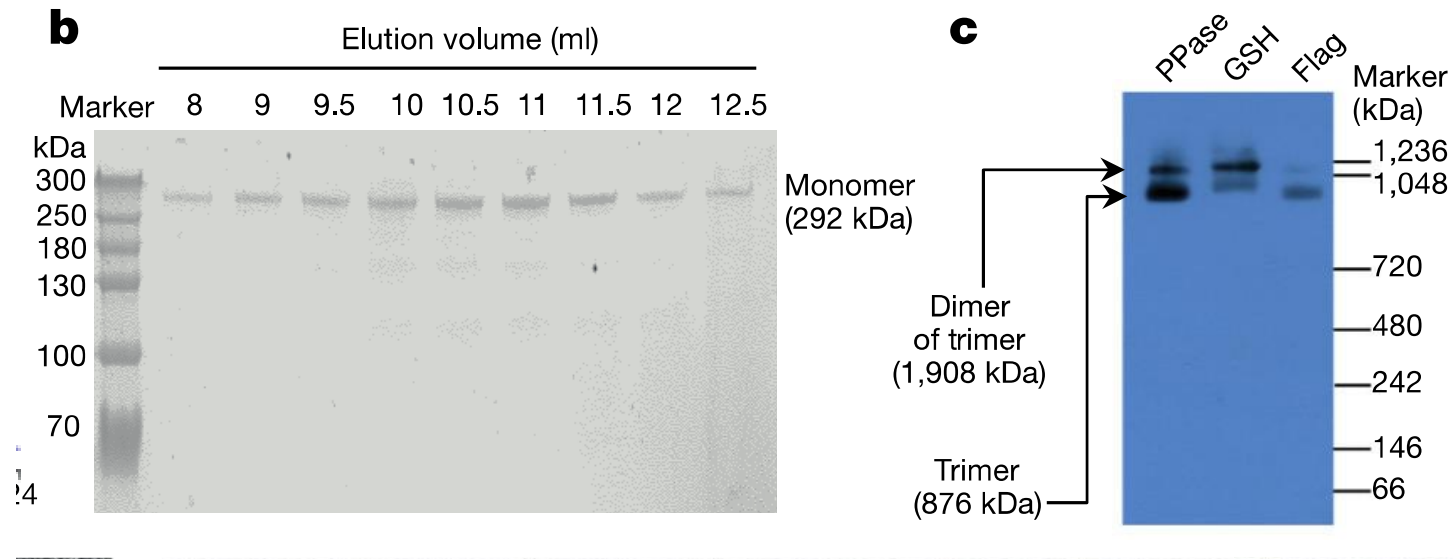 b
Elution volume (ml)
Marker 8 9 9.5 10 10.5 11 11.5 12 12.5
kDa
300
250
180
130
100
70
24
Monomer
(292 kDa)
c
PPase GSH Flag
Marker
(kDa)
1,236
1,048
720
480
242
146
66
Dimer
of trimer
(1,908 kDa)
Trimer
(876 kDa)